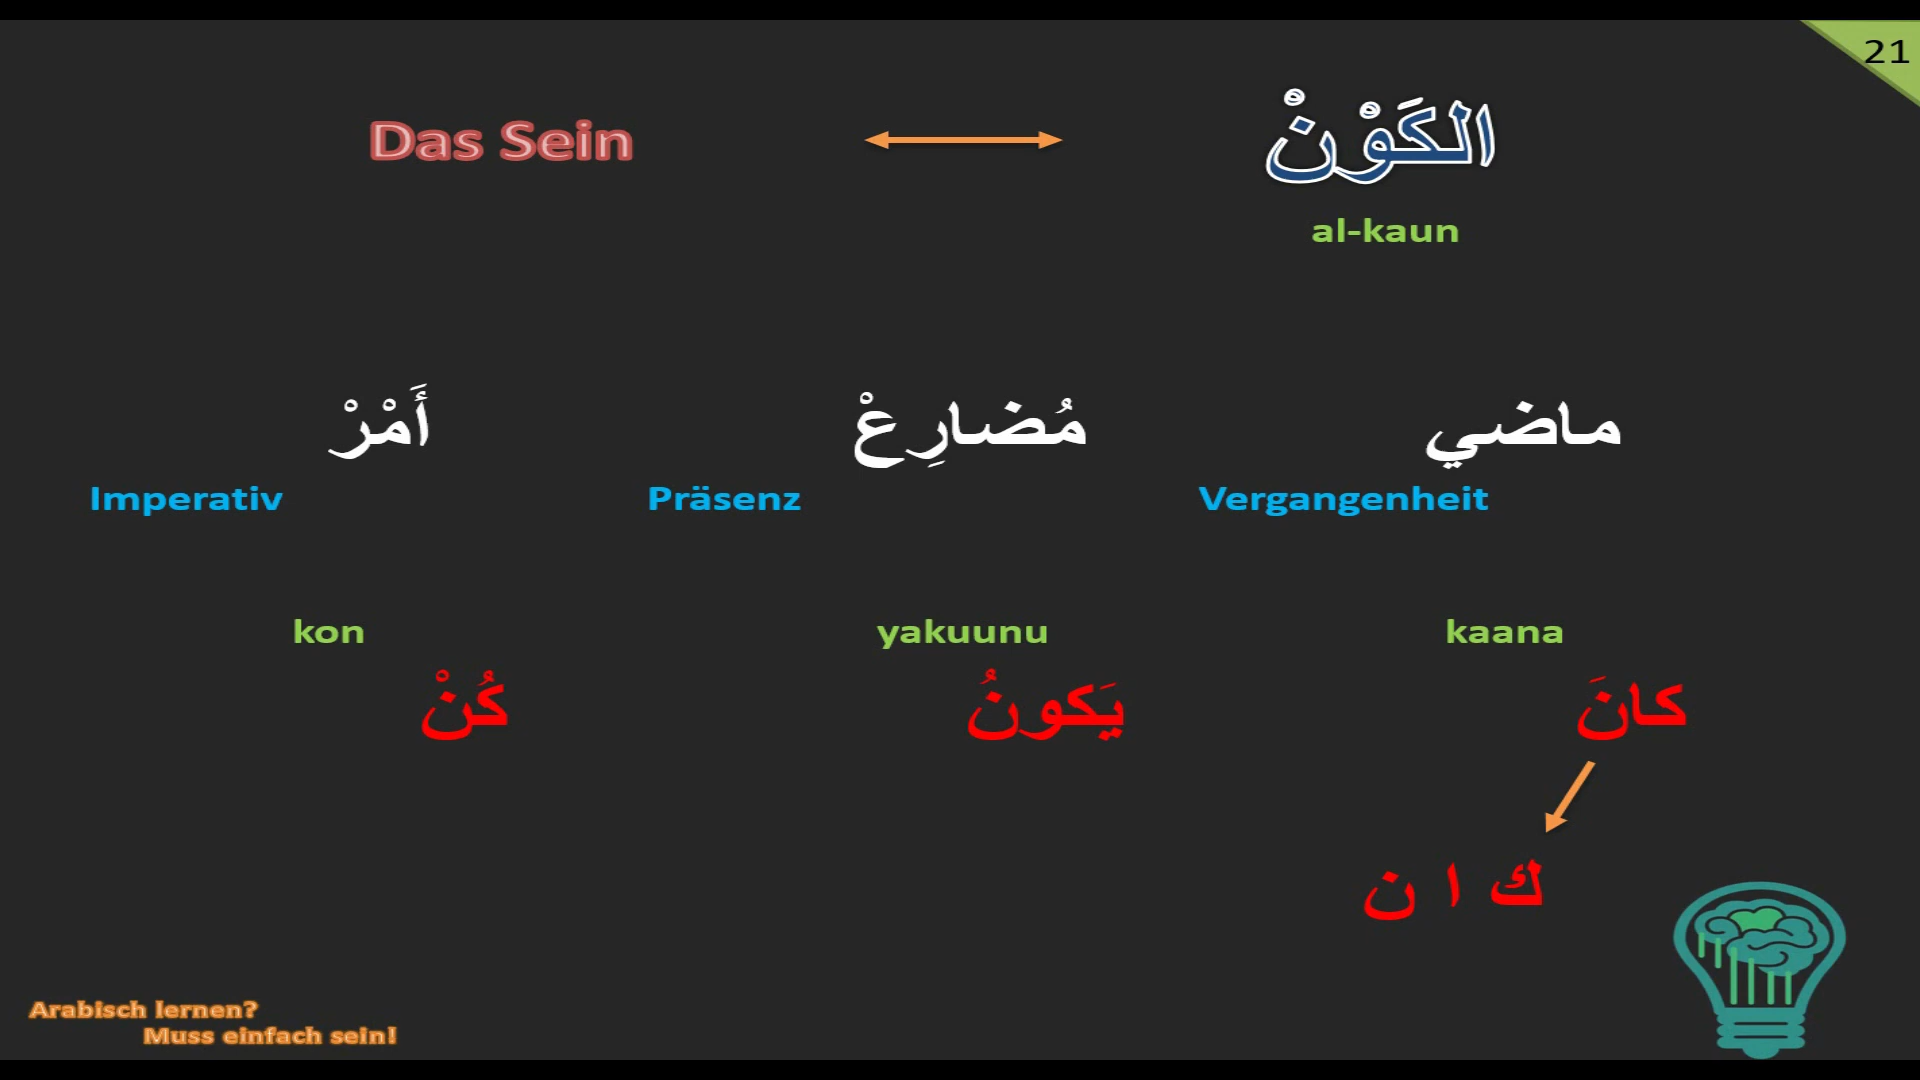 21
Das Sein
الكَوْنْ
al-kaun
ماضي
مُضارِعْ
أَمْرْ
Imperativ
Präsenz
Vergangenheit
kon
yakuunu
kaana
كُنْ
يَكونُ
كانَ
ك ا ن
Arabisch lernen?
Muss einfach sein!